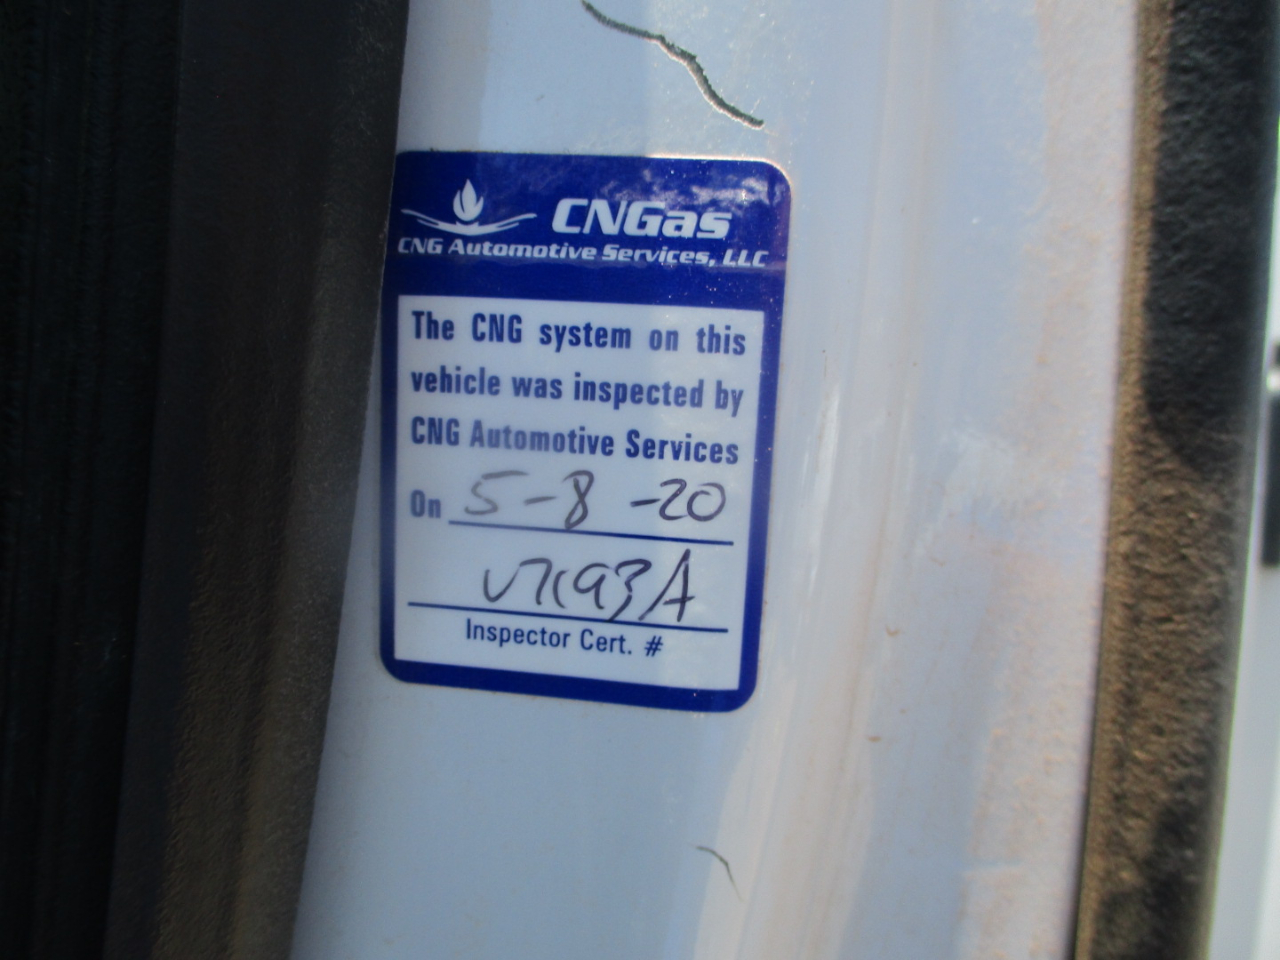 CNGas
CNG Automotive Services, LLC
The CNG system on this
vehicle was inspected by
CNG Automotive Services
On 5-8-20
V7193A
Inspector Cert. #